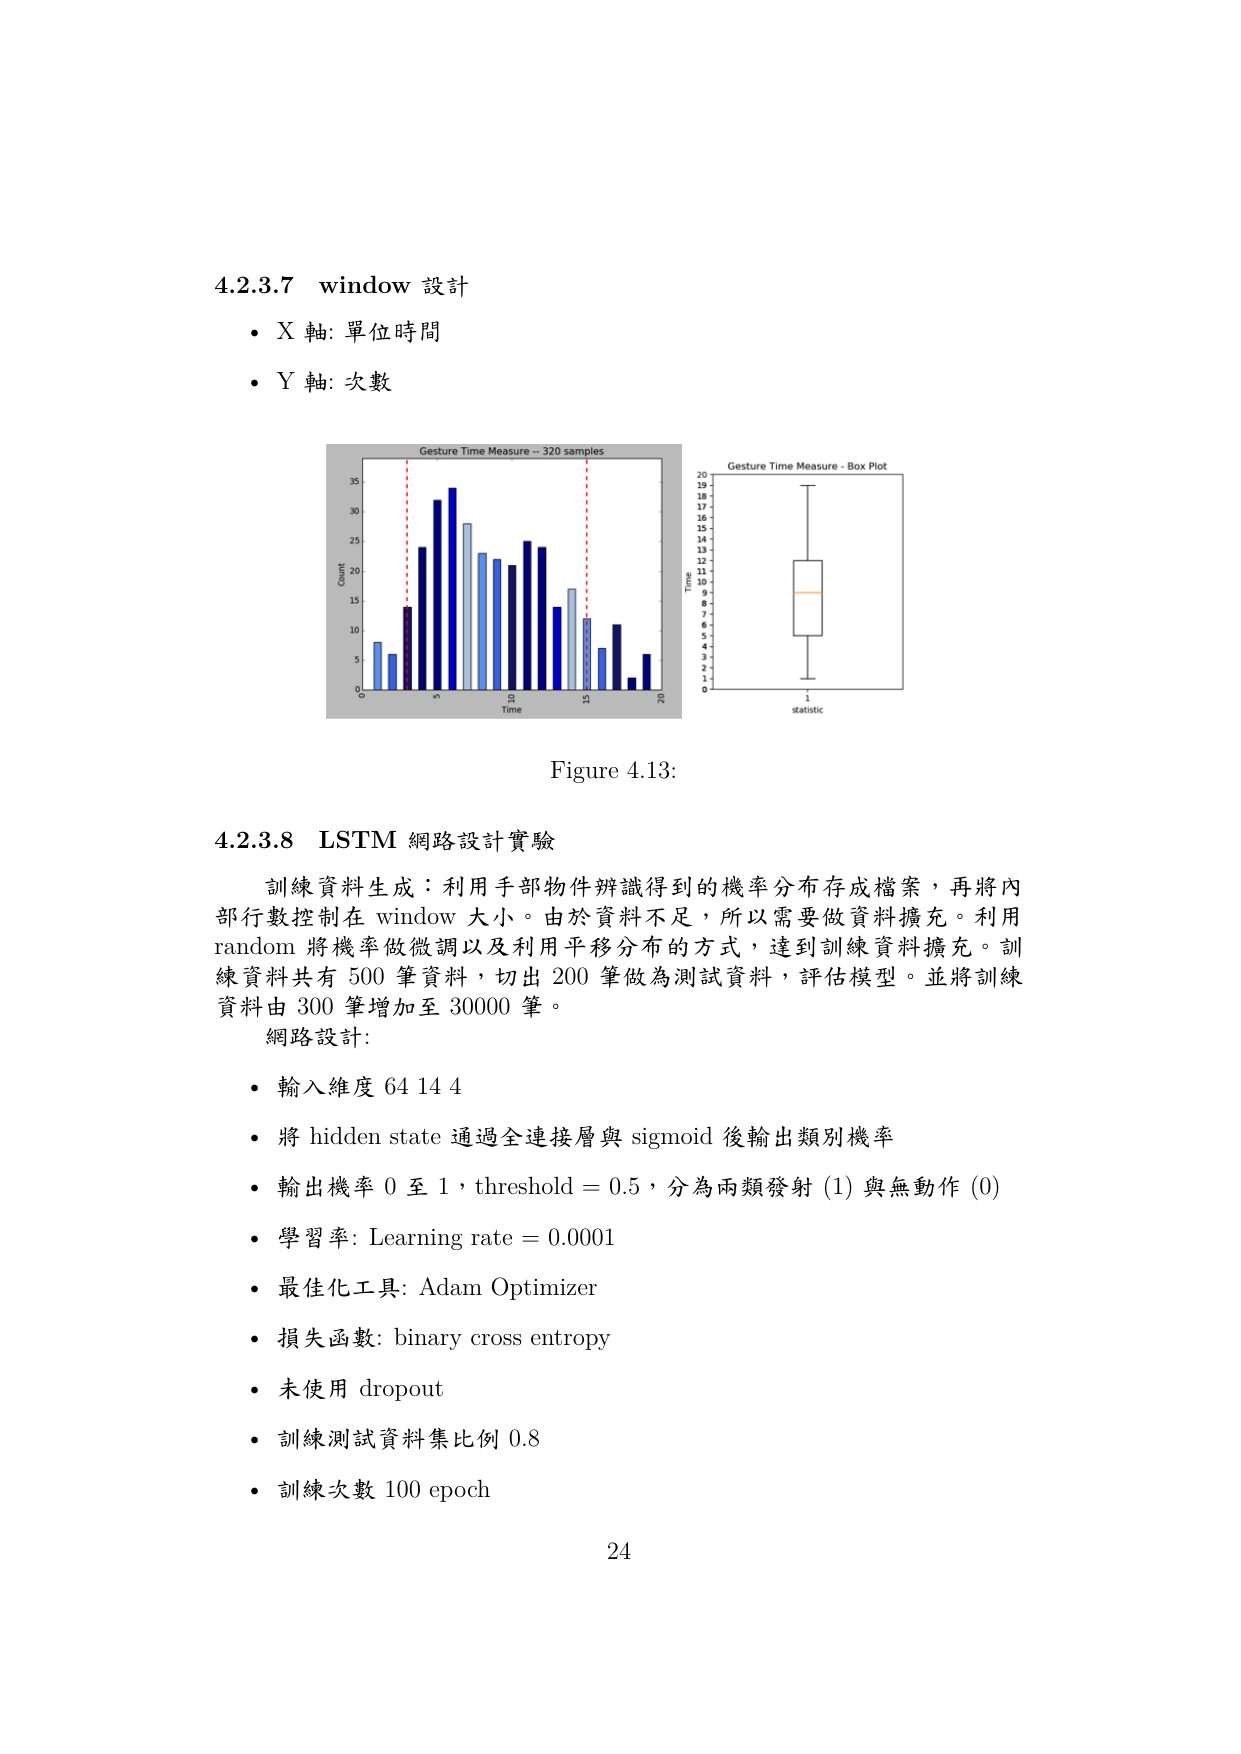 4.2.3.7 window 設計
• X 軸: 單位時間
• Y 軸: 次數
Gesture Time Measure -- 320 samples
Count
35
30
25
20
15
10
5
0
0 5 10 15 20
Time
Gesture Time Measure - Box Plot
Time
20
19
18
17
16
15
14
13
12
11
10
9
8
7
6
5
4
3
2
1
0
1
statistic
Figure 4.13:
4.2.3.8 LSTM 網路設計實驗
訓練資料生成：利用手部物件辨識得到的機率分布存成檔案，再將內
部行數控制在 window 大小。由於資料不足，所以需要做資料擴充。利用
random 將機率做微調以及利用平移分布的方式，達到訓練資料擴充。訓
練資料共有 500 筆資料，切出 200 筆做為測試資料，評估模型。並將訓練
資料由 300 筆增加至 30000 筆。
網路設計:
• 輸入維度 64 14 4
• 將 hidden state 通過全連接層與 sigmoid 後輸出類別機率
• 輸出機率 0 至 1，threshold = 0.5，分為兩類發射 (1) 與無動作 (0)
• 學習率: Learning rate = 0.0001
• 最佳化工具: Adam Optimizer
• 損失函數: binary cross entropy
• 未使用 dropout
• 訓練測試資料集比例 0.8
• 訓練次數 100 epoch
24